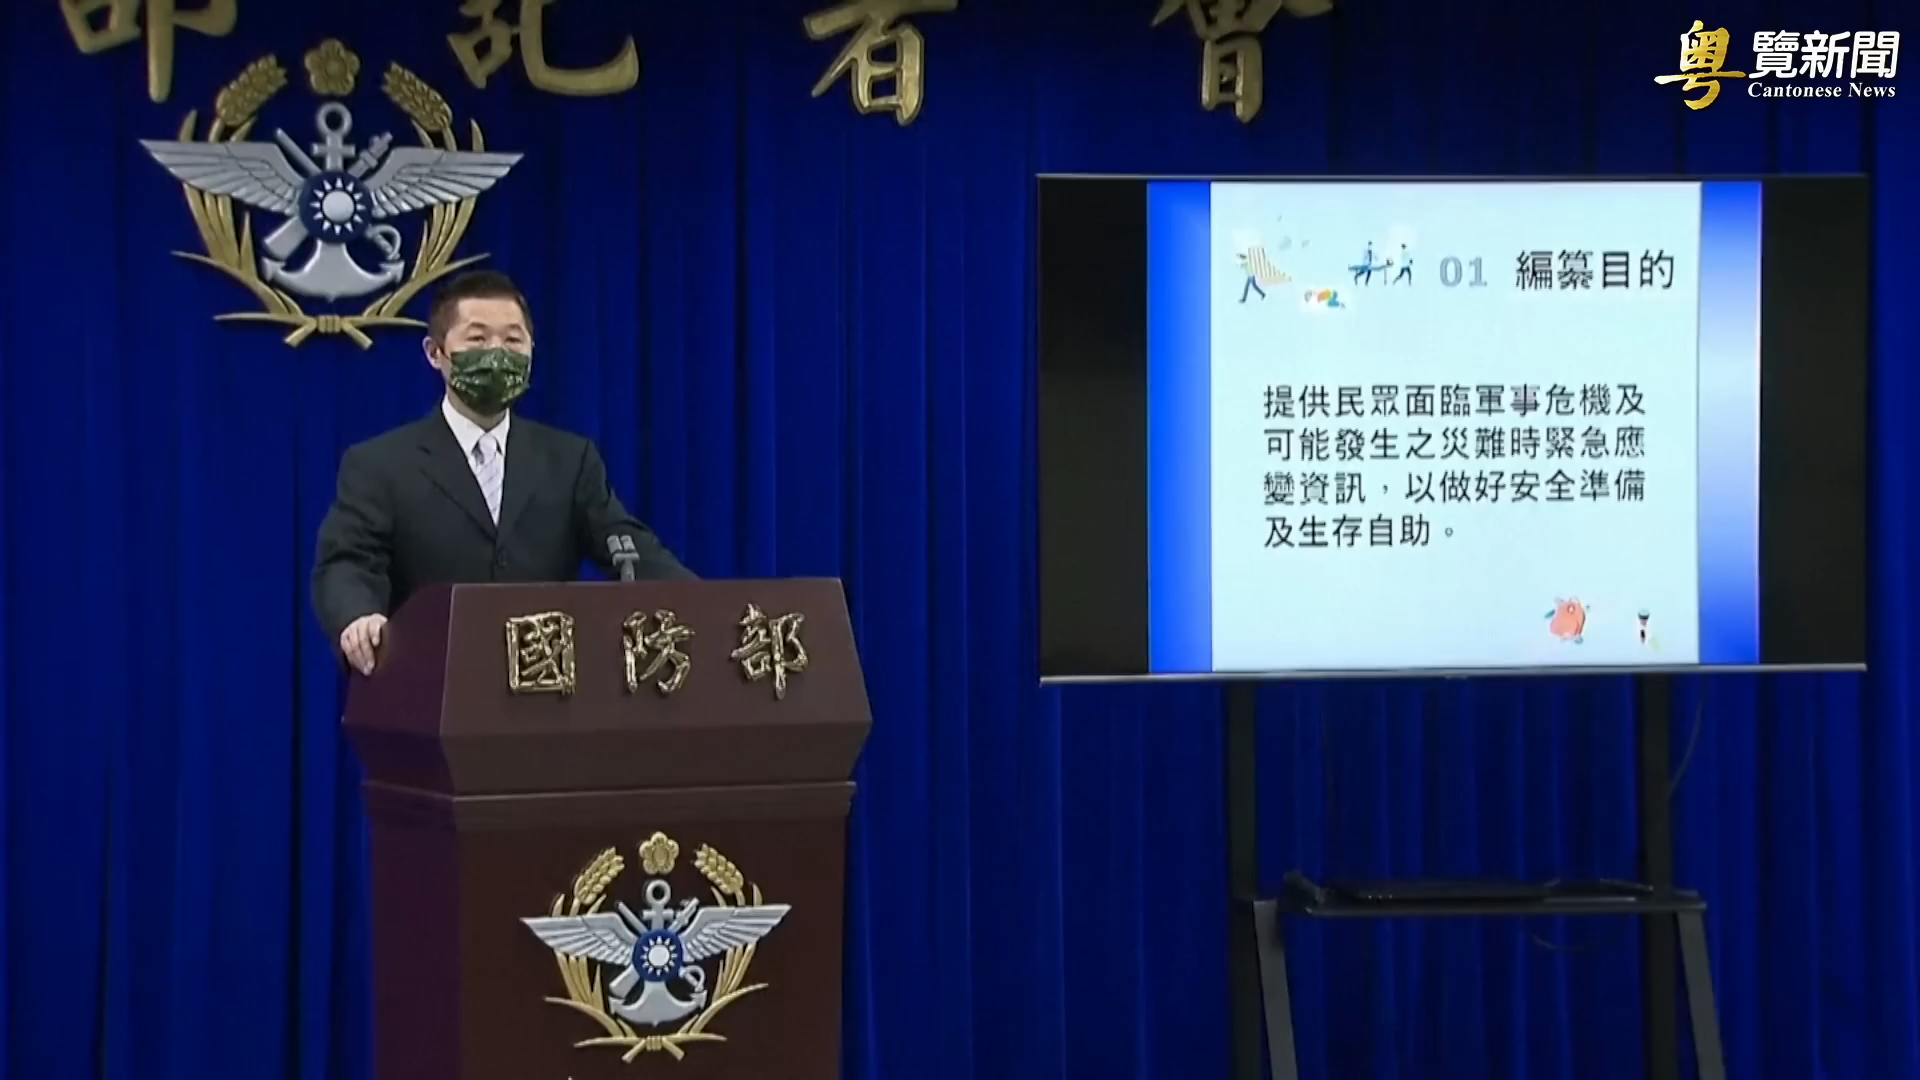 部記者會
粵覽新聞
Cantonese News
01 編纂目的
提供民眾面臨軍事危機及
可能發生之災難時緊急應
變資訊，以做好安全準備
及生存自助。
國防部